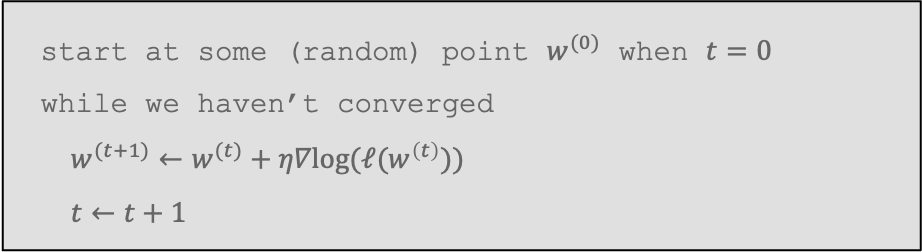 start at some (random) point w⁽⁰⁾ when t = 0
while we haven't converged
w⁽ᵗ⁺¹⁾ ← w⁽ᵗ⁾ + η∇log(ℓ(w⁽ᵗ⁾))
t ← t + 1